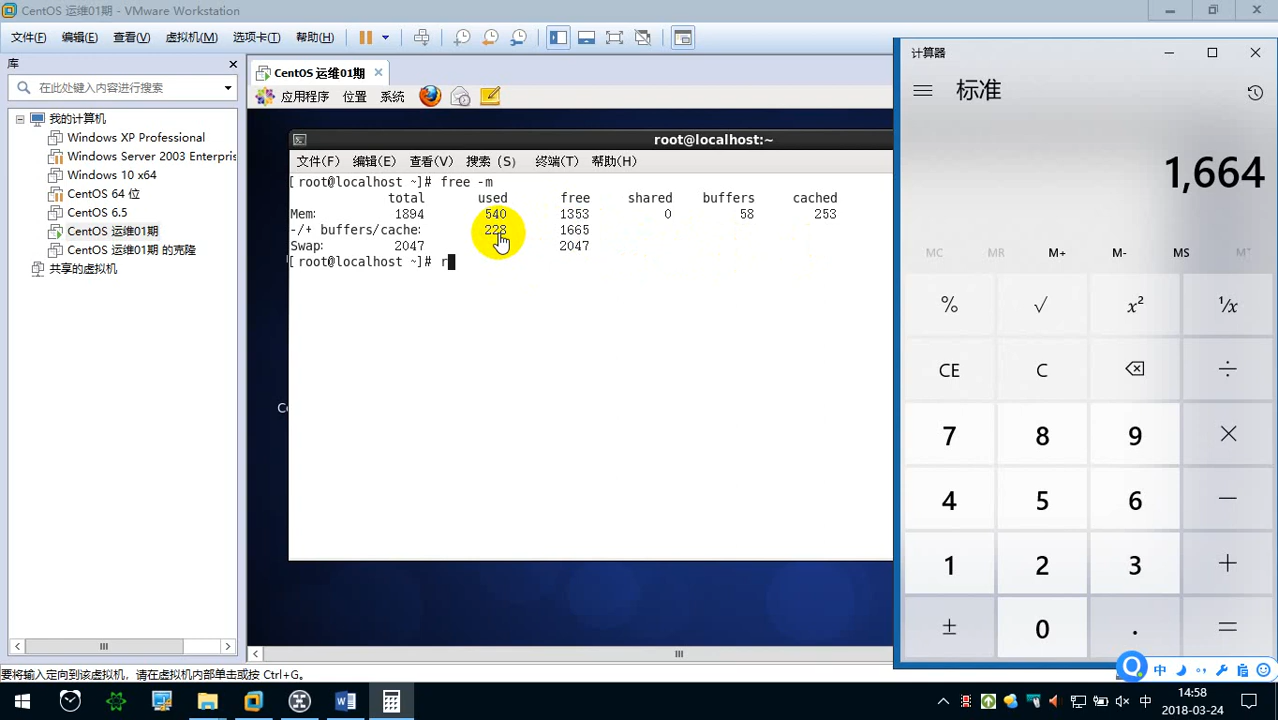 CentOS 运维01期 - VMware Workstation
文件(F) 编辑(E) 查看(V) 虚拟机(M) 选项卡(T) 帮助(H)
库
在此处键入内容进行搜索
我的计算机
Windows XP Professional
Windows Server 2003 Enterpris
Windows 10 x64
CentOS 64 位
CentOS 6.5
CentOS 运维01期
CentOS 运维01期 的克隆
共享的虚拟机
CentOS 运维01期
应用程序 位置 系统
root@localhost:~
文件(F) 编辑(E) 查看(V) 搜索 (S) 终端(T) 帮助(H)
[root@localhost ~]# free -m
total used free shared buffers cached
Mem: 1894 540 1353 0 58 253
-/+ buffers/cache: 228 1665
Swap: 2047 2047
[root@localhost ~]# r
计算器
标准
1,664
MC MR M+ M- MS M˅
% √ x² ¹/x
CE C ÷
7 8 9 ×
4 5 6 −
1 2 3 +
± 0 . =
要将输入定向到该虚拟机，请在虚拟机内部单击或按 Ctrl+G。
中
中
14:58
2018-03-24